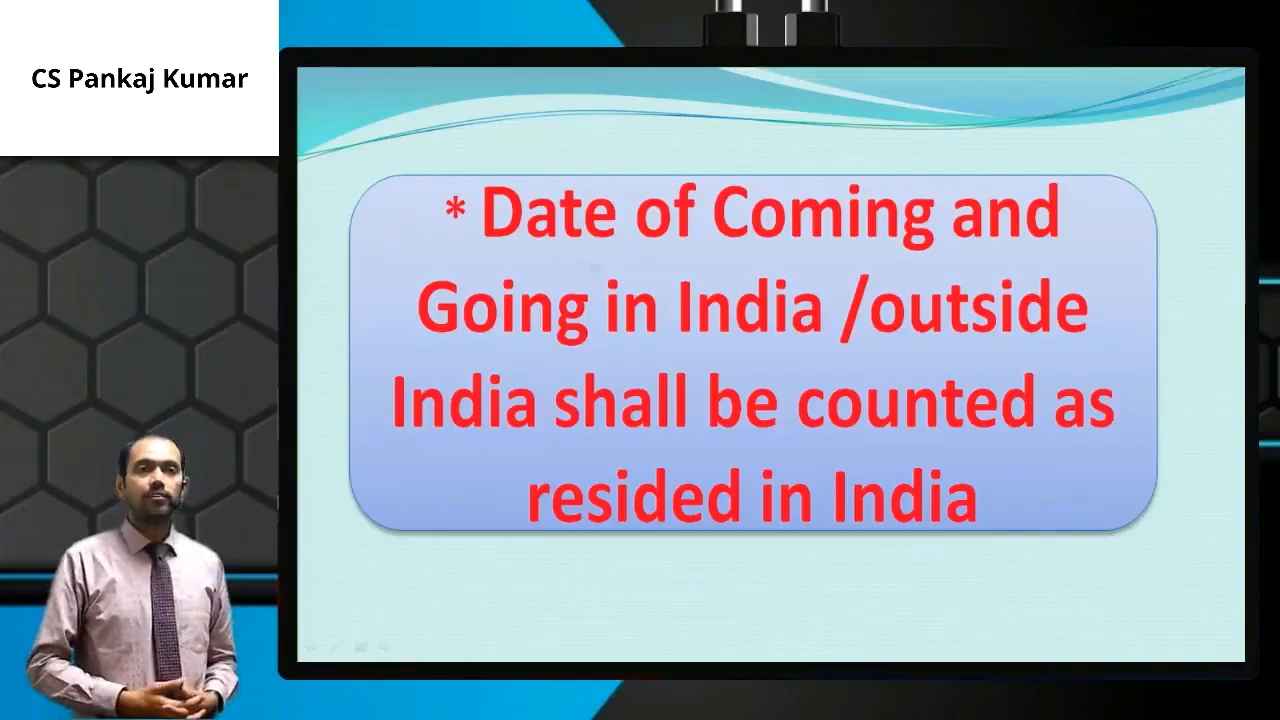 CS Pankaj Kumar
* Date of Coming and
Going in India /outside
India shall be counted as
resided in India